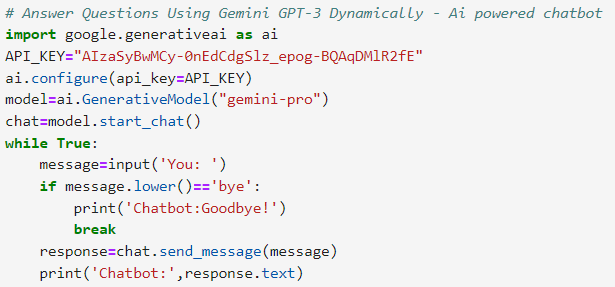 # Answer Questions Using Gemini GPT-3 Dynamically - Ai powered chatbot
import google.generativeai as ai
API_KEY="AIzaSyBwMCy-0nEdCdgSlz_epog-BQAqDMlR2fE"
ai.configure(api_key=API_KEY)
model=ai.GenerativeModel("gemini-pro")
chat=model.start_chat()
while True:
    message=input('You: ')
    if message.lower()=='bye':
        print('Chatbot:Goodbye!')
        break
    response=chat.send_message(message)
    print('Chatbot:',response.text)